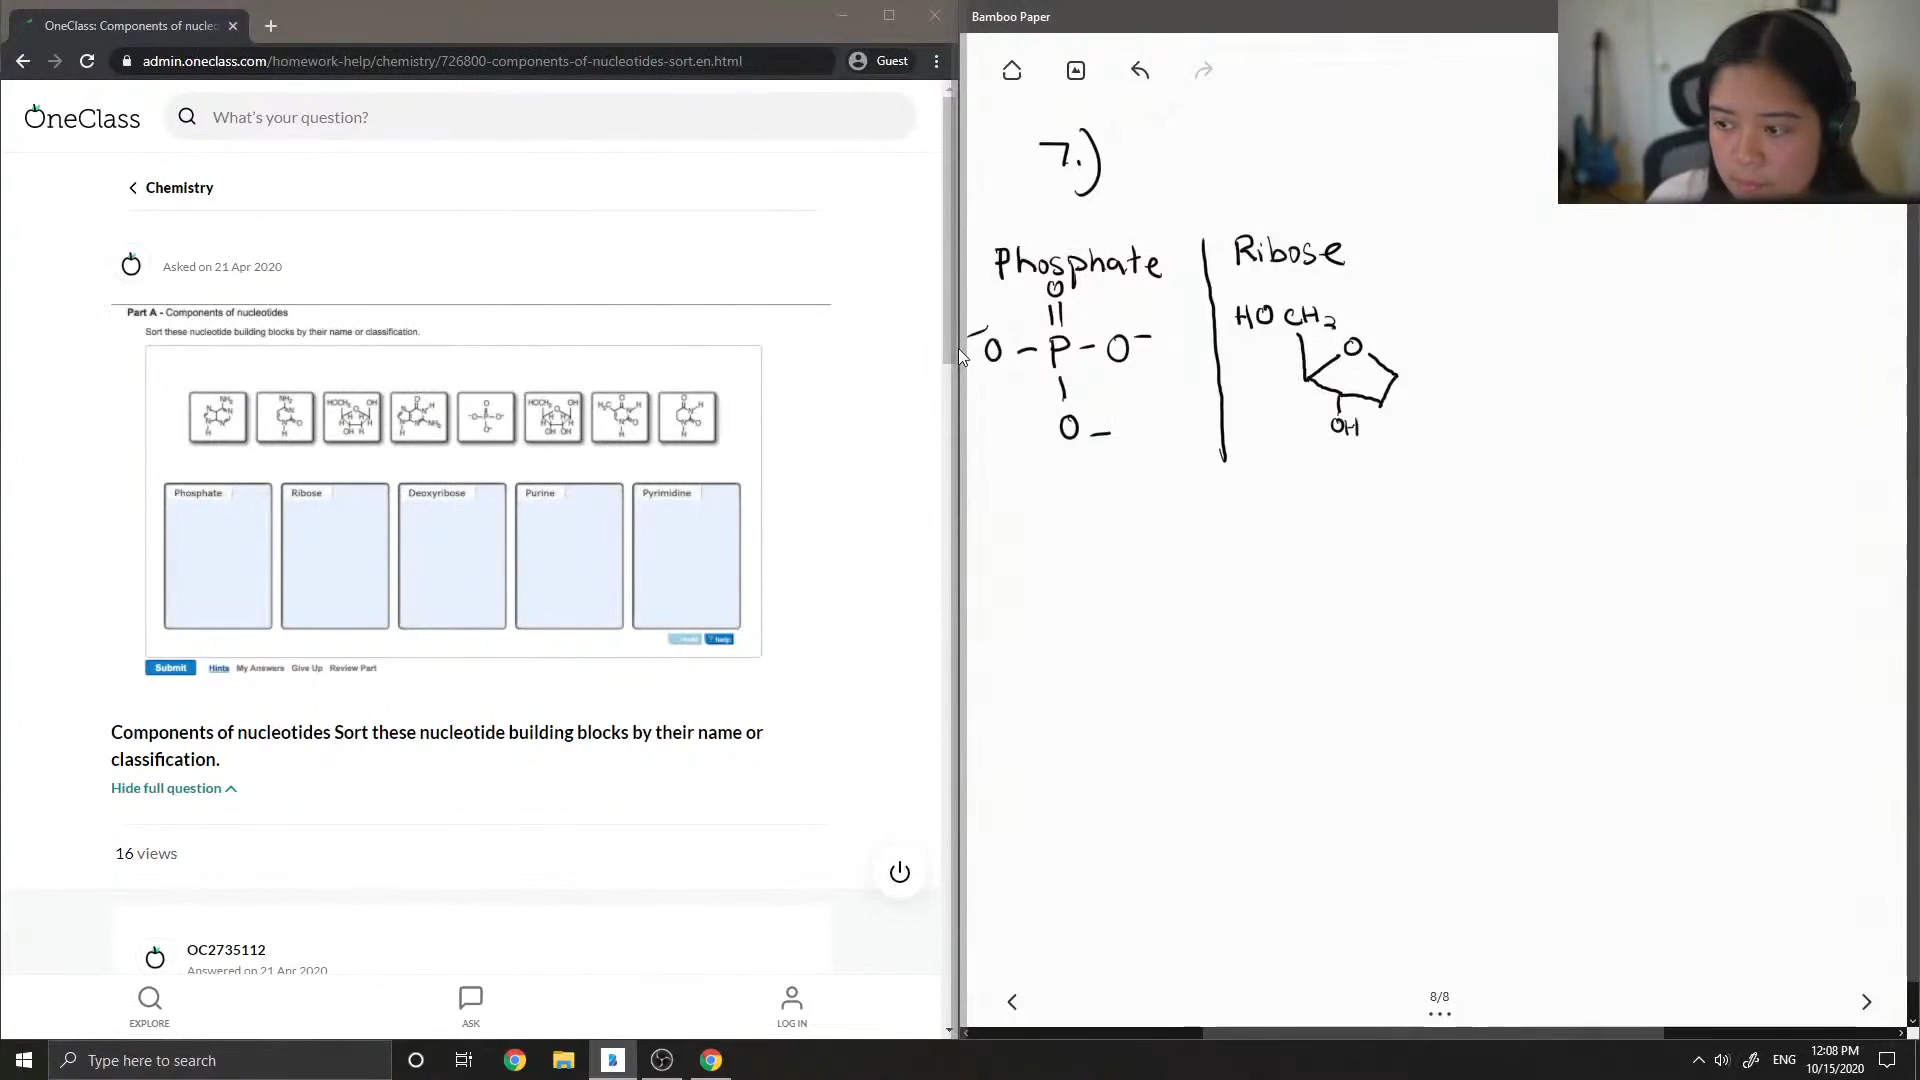 OneClass: Components of nucle
admin.oneclass.com/homework-help/chemistry/726800-components-of-nucleotides-sort.en.html
Guest
OneClass
What's your question?
Chemistry
Asked on 21 Apr 2020
Part A - Components of nucleotides
Sort these nucleotide building blocks by their name or classification.
Phosphate Ribose Deoxyribose Purine Pyrimidine
help
Submit Hints My Answers Give Up Review Part
Components of nucleotides Sort these nucleotide building blocks by their name or
classification.
Hide full question
16 views
OC2735112
Answered on 21 Apr 2020
EXPLORE ASK LOG IN
Bamboo Paper
7.)
Phosphate
O
-O - P - O-
O -
Ribose
HOCH2
O
OH
8/8
Type here to search
ENG
12:08 PM
10/15/2020